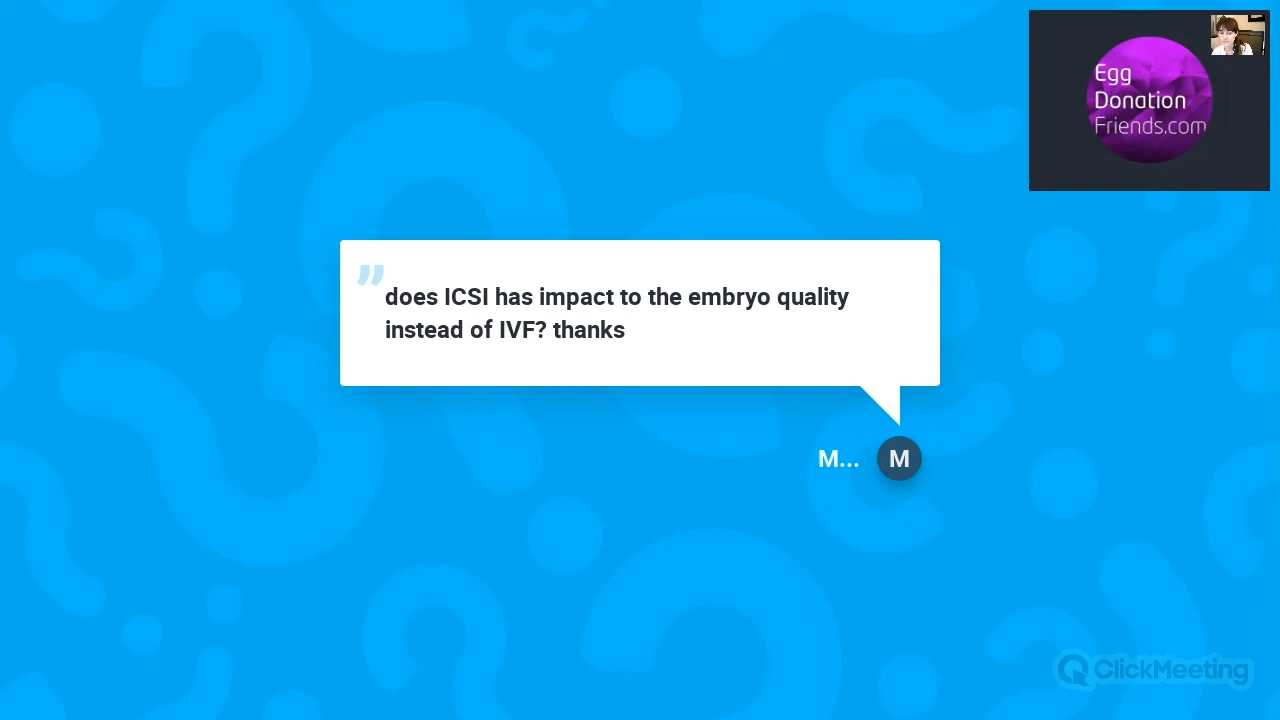 Egg
Donation
Friends.com
does ICSI has impact to the embryo quality
instead of IVF? thanks
M... M
ClickMeeting